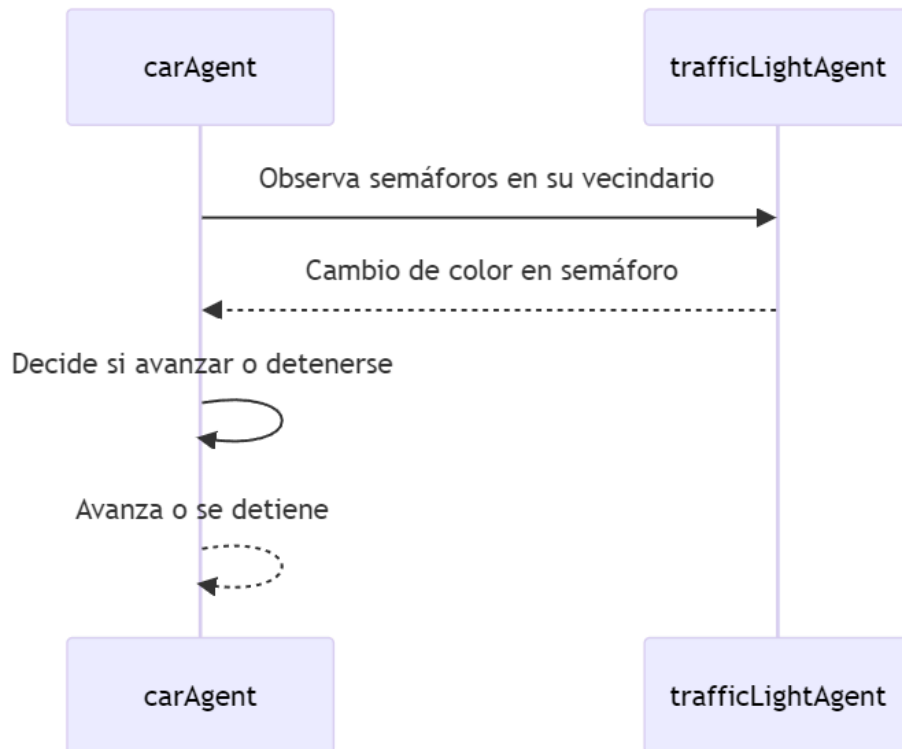 carAgent
trafficLightAgent
Observa semáforos en su vecindario
Cambio de color en semáforo
Decide si avanzar o detenerse
Avanza o se detiene
carAgent
trafficLightAgent